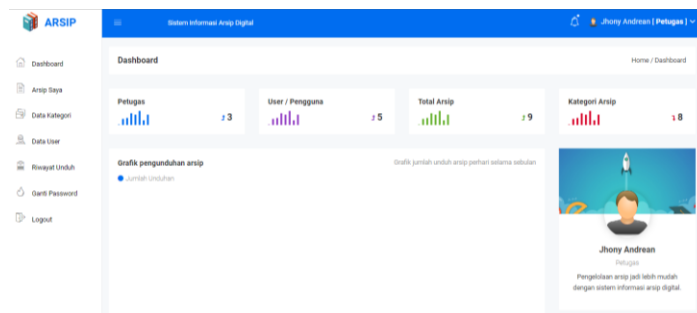 ARSIP
Sistem Informasi Arsip Digital
Jhony Andrean [ Petugas ]
Dashboard
Arsip Saya
Data Kategori
Data User
Riwayat Unduh
Ganti Password
Logout
Dashboard
Home / Dashboard
Petugas
3
User / Pengguna
5
Total Arsip
9
Kategori Arsip
8
Grafik pengunduhan arsip
Grafik jumlah unduh arsip perhari selama sebulan
Jumlah Unduhan
Jhony Andrean
Petugas
Pengelolaan arsip jadi lebih mudah
dengan sistem informasi arsip digital.